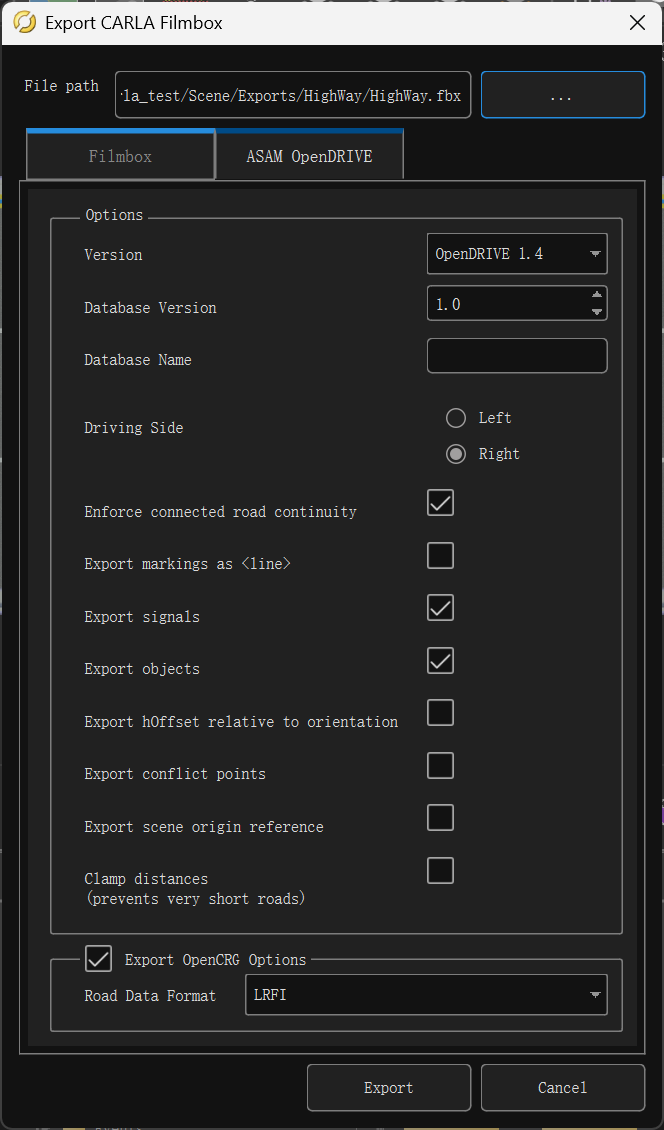 Export CARLA Filmbox
File path
la_test/Scene/Exports/HighWay/HighWay.fbx
...
Filmbox
ASAM OpenDRIVE
Options
Version
OpenDRIVE 1.4
Database Version
1.0
Database Name
Driving Side
Left
Right
Enforce connected road continuity
Export markings as <line>
Export signals
Export objects
Export hOffset relative to orientation
Export conflict points
Export scene origin reference
Clamp distances
(prevents very short roads)
Export OpenCRG Options
Road Data Format
LRFI
Export
Cancel